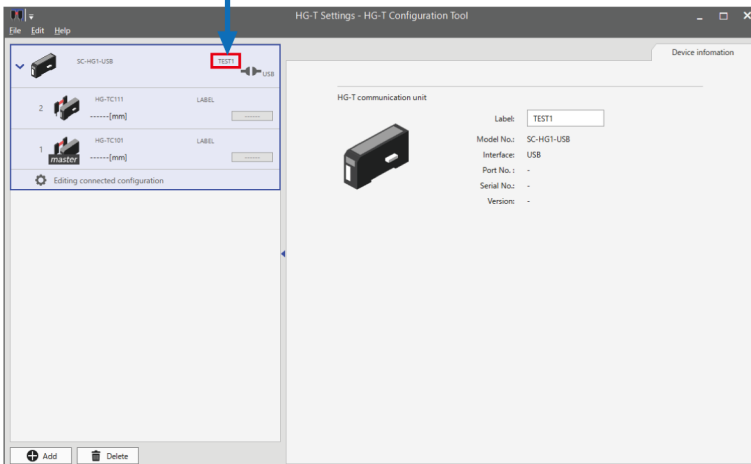 HG-T Settings - HG-T Configuration Tool
File Edit Help
SC-HG1-USB TEST1
USB
2 HG-TC111 LABEL
------[mm] ------
1 HG-TC101 LABEL
master ------[mm] ------
Editing connected configuration
Add Delete
Device infomation
HG-T communication unit
Label: TEST1
Model No.: SC-HG1-USB
Interface: USB
Port No. : -
Serial No.: -
Version: -